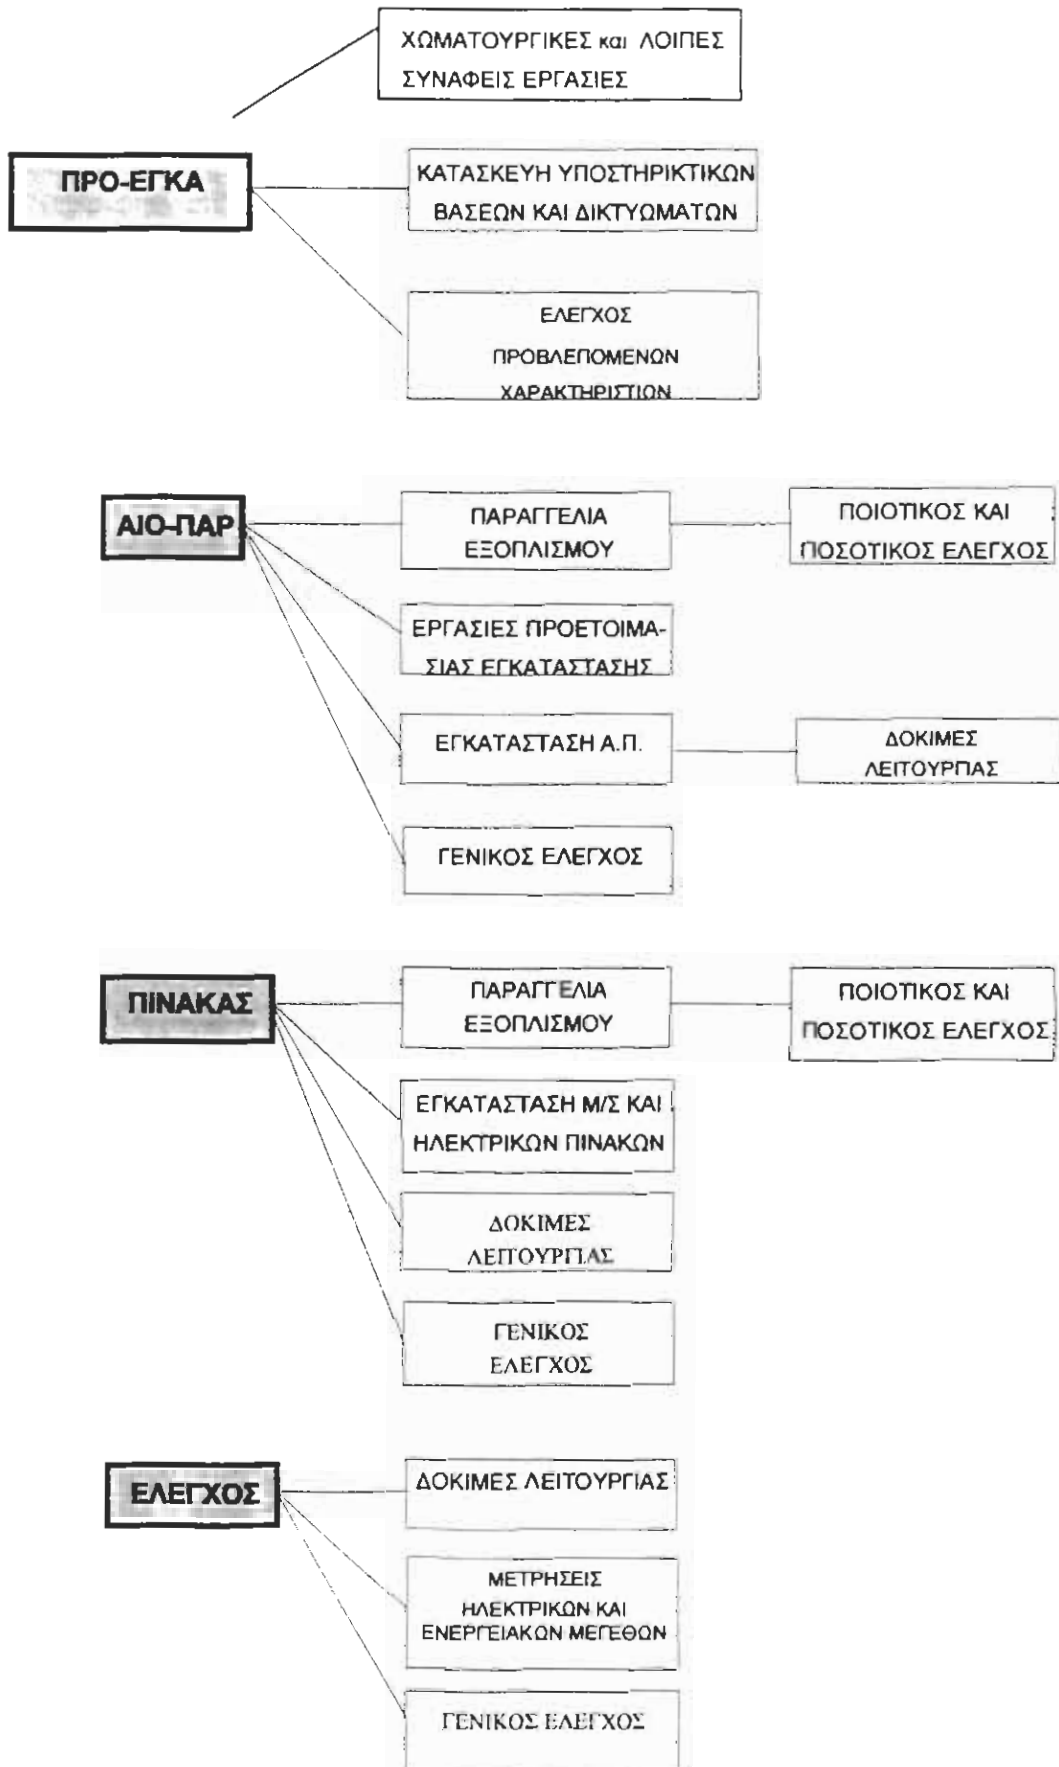 ΧΩΜΑΤΟΥΡΓΙΚΕΣ και ΛΟΙΠΕΣ
ΣΥΝΑΦΕΙΣ ΕΡΓΑΣΙΕΣ
ΠΡΟ-ΕΓΚΑ
ΚΑΤΑΣΚΕΥΗ ΥΠΟΣΤΗΡΙΚΤΙΚΩΝ
ΒΑΣΕΩΝ ΚΑΙ ΔΙΚΤΥΩΜΑΤΩΝ
ΕΛΕΓΧΟΣ
ΠΡΟΒΛΕΠΟΜΕΝΩΝ
ΧΑΡΑΚΤΗΡΙΣΤΙΩΝ
ΑΙΟ-ΠΑΡ
ΠΑΡΑΓΓΕΛΙΑ
ΕΞΟΠΛΙΣΜΟΥ
ΠΟΙΟΤΙΚΟΣ ΚΑΙ
ΠΟΣΟΤΙΚΟΣ ΕΛΕΓΧΟΣ
ΕΡΓΑΣΙΕΣ ΠΡΟΕΤΟΙΜΑ-
ΣΙΑΣ ΕΓΚΑΤΑΣΤΑΣΗΣ
ΕΓΚΑΤΑΣΤΑΣΗ Α.Π.
ΔΟΚΙΜΕΣ
ΛΕΙΤΟΥΡΓΙΑΣ
ΓΕΝΙΚΟΣ ΕΛΕΓΧΟΣ
ΠΙΝΑΚΑΣ
ΠΑΡΑΓΓΕΛΙΑ
ΕΞΟΠΛΙΣΜΟΥ
ΠΟΙΟΤΙΚΟΣ ΚΑΙ
ΠΟΣΟΤΙΚΟΣ ΕΛΕΓΧΟΣ
ΕΓΚΑΤΑΣΤΑΣΗ Μ/Σ ΚΑΙ
ΗΛΕΚΤΡΙΚΩΝ ΠΙΝΑΚΩΝ
ΔΟΚΙΜΕΣ
ΛΕΙΤΟΥΡΓΙΑΣ
ΓΕΝΙΚΟΣ
ΕΛΕΓΧΟΣ
ΕΛΕΓΧΟΣ
ΔΟΚΙΜΕΣ ΛΕΙΤΟΥΡΓΙΑΣ
ΜΕΤΡΗΣΕΙΣ
ΗΛΕΚΤΡΙΚΩΝ ΚΑΙ
ΕΝΕΡΓΕΙΑΚΩΝ ΜΕΓΕΘΩΝ
ΓΕΝΙΚΟΣ ΕΛΕΓΧΟΣ